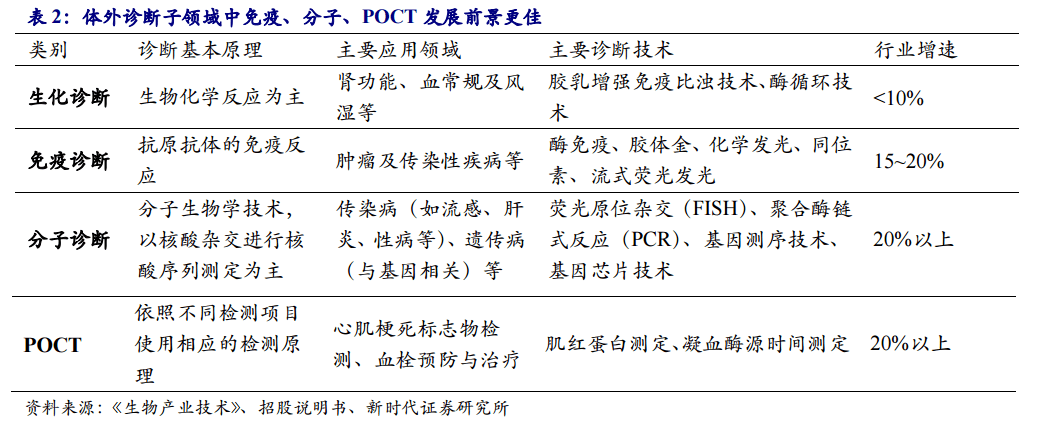 表 2：体外诊断子领域中免疫、分子、POCT 发展前景更佳
类别 诊断基本原理 主要应用领域 主要诊断技术 行业增速
生化诊断 生物化学反应为主 肾功能、血常规及风湿等 胶乳增强免疫比浊技术、酶循环技术 <10%
免疫诊断 抗原抗体的免疫反应 肿瘤及传染性疾病等 酶免疫、胶体金、化学发光、同位素、流式荧光发光 15~20%
分子诊断 分子生物学技术，以核酸杂交进行核酸序列测定为主 传染病（如流感、肝炎、性病等）、遗传病（与基因相关）等 荧光原位杂交（FISH）、聚合酶链式反应（PCR）、基因测序技术、基因芯片技术 20%以上
POCT 依照不同检测项目使用相应的检测原理 心肌梗死标志物检测、血栓预防与治疗 肌红蛋白测定、凝血酶源时间测定 20%以上
资料来源：《生物产业技术》、招股说明书、新时代证券研究所